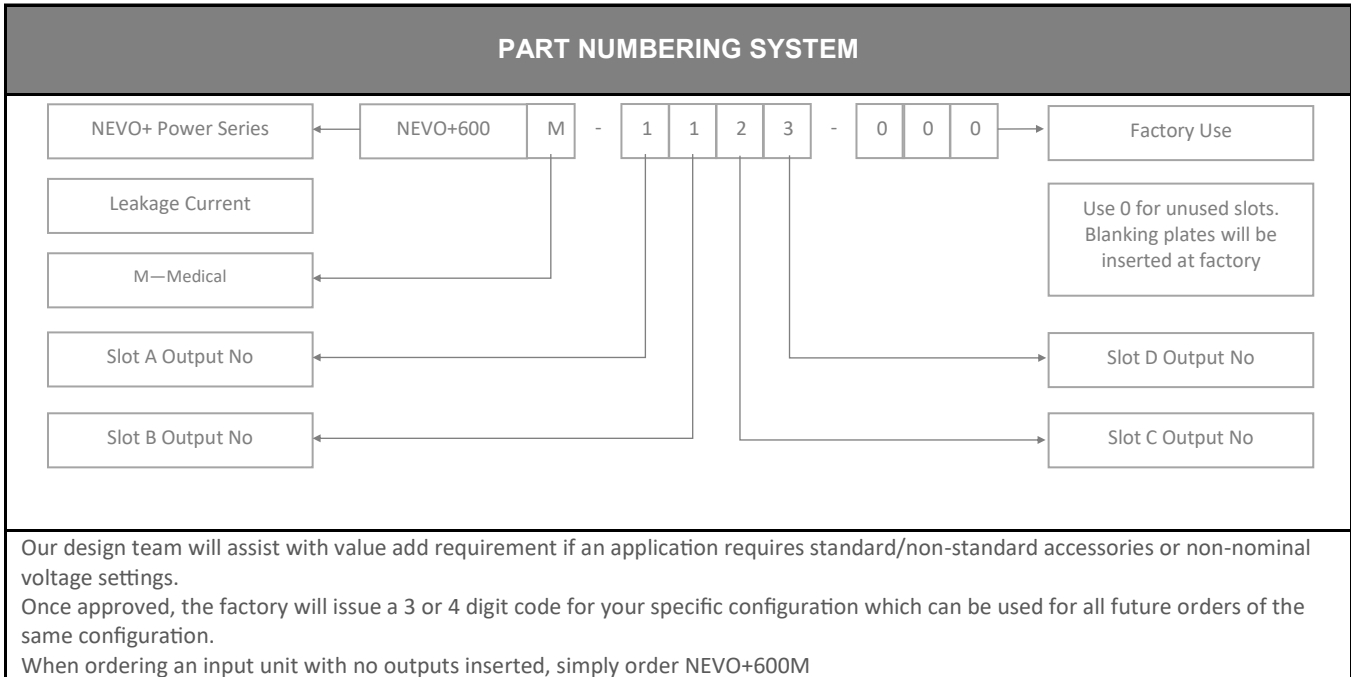 PART NUMBERING SYSTEM
NEVO+ Power Series
NEVO+600
M
-
1
1
2
3
-
0
0
0
Factory Use
Leakage Current
Use 0 for unused slots.
Blanking plates will be
inserted at factory
M—Medical
Slot A Output No
Slot D Output No
Slot B Output No
Slot C Output No
Our design team will assist with value add requirement if an application requires standard/non-standard accessories or non-nominal
voltage settings.
Once approved, the factory will issue a 3 or 4 digit code for your specific configuration which can be used for all future orders of the
same configuration.
When ordering an input unit with no outputs inserted, simply order NEVO+600M